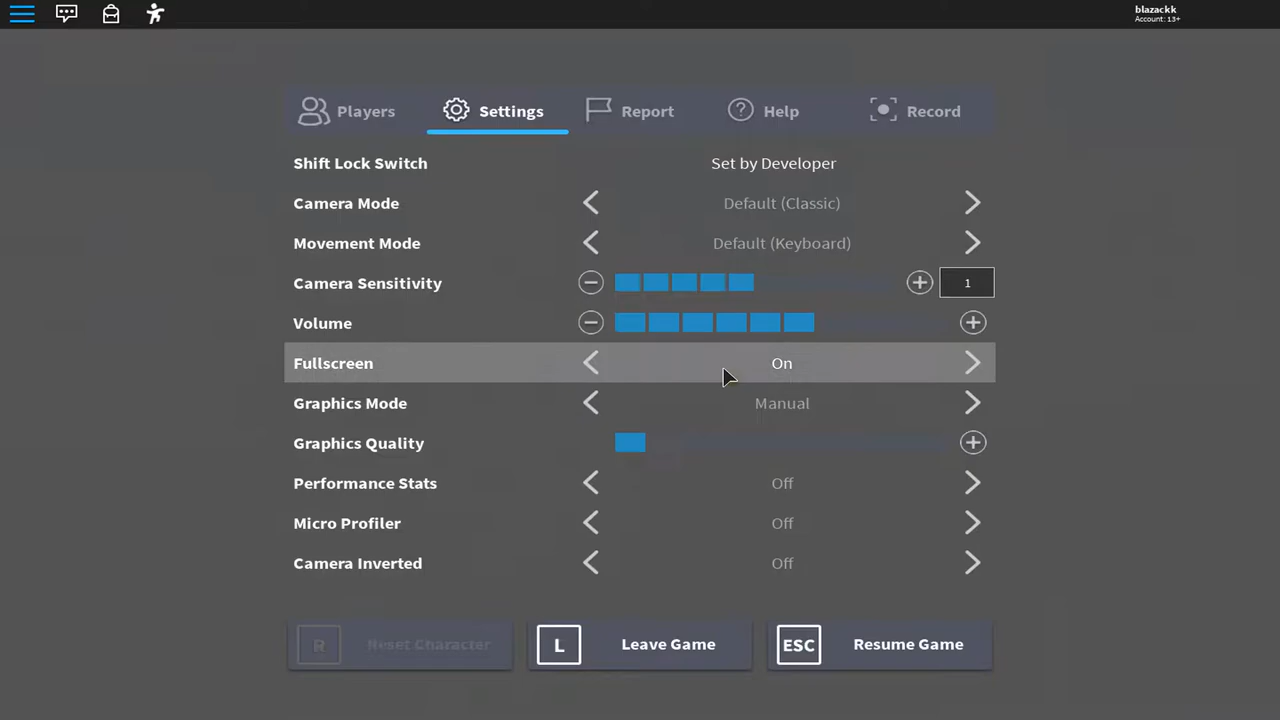 blazackk
Account: 13+
Players Settings Report Help Record
Shift Lock Switch Set by Developer
Camera Mode Default (Classic)
Movement Mode Default (Keyboard)
Camera Sensitivity 1
Volume
Fullscreen On
Graphics Mode Manual
Graphics Quality
Performance Stats Off
Micro Profiler Off
Camera Inverted Off
R Reset Character L Leave Game ESC Resume Game